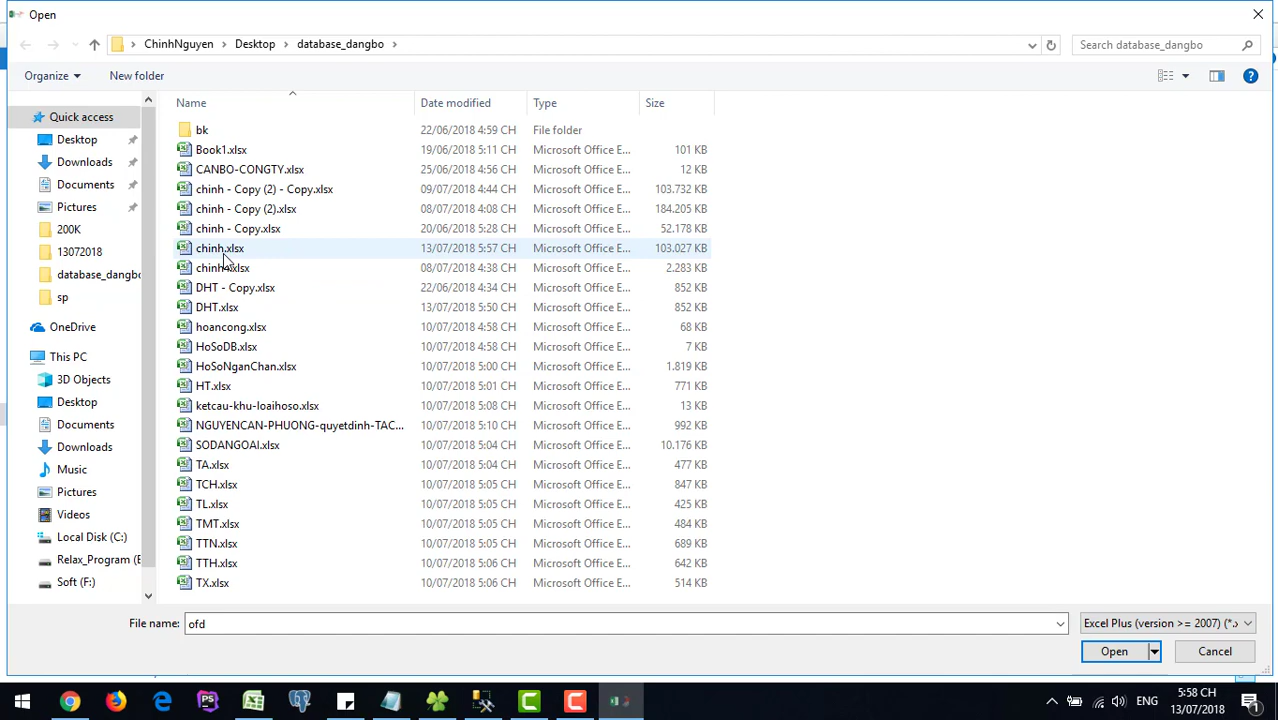 Open
ChinhNguyen > Desktop > database_dangbo >
Search database_dangbo
Organize
New folder
Name Date modified Type Size
Quick access
Desktop
Downloads
Documents
Pictures
200K
13072018
database_dangbo
sp
OneDrive
This PC
3D Objects
Desktop
Documents
Downloads
Music
Pictures
Videos
Local Disk (C:)
Relax_Program (E
Soft (F:)
bk 22/06/2018 4:59 CH File folder
Book1.xlsx 19/06/2018 5:11 CH Microsoft Office E... 101 KB
CANBO-CONGTY.xlsx 25/06/2018 4:56 CH Microsoft Office E... 12 KB
chinh - Copy (2) - Copy.xlsx 09/07/2018 4:44 CH Microsoft Office E... 103.732 KB
chinh - Copy (2).xlsx 08/07/2018 4:08 CH Microsoft Office E... 184.205 KB
chinh - Copy.xlsx 20/06/2018 5:28 CH Microsoft Office E... 52.178 KB
chinh.xlsx 13/07/2018 5:57 CH Microsoft Office E... 103.027 KB
08/07/2018 4:38 CH Microsoft Office E... 2.283 KB
DHT - Copy.xlsx 22/06/2018 4:34 CH Microsoft Office E... 852 KB
DHT.xlsx 13/07/2018 5:50 CH Microsoft Office E... 852 KB
hoancong.xlsx 10/07/2018 4:58 CH Microsoft Office E... 68 KB
HoSoDB.xlsx 10/07/2018 4:58 CH Microsoft Office E... 7 KB
HoSoNganChan.xlsx 10/07/2018 5:00 CH Microsoft Office E... 1.819 KB
HT.xlsx 10/07/2018 5:01 CH Microsoft Office E... 771 KB
ketcau-khu-loaihoso.xlsx 10/07/2018 5:08 CH Microsoft Office E... 13 KB
NGUYENCAN-PHUONG-quyetdinh-TAC... 10/07/2018 5:10 CH Microsoft Office E... 992 KB
SODANGOAI.xlsx 10/07/2018 5:04 CH Microsoft Office E... 10.176 KB
TA.xlsx 10/07/2018 5:04 CH Microsoft Office E... 477 KB
TCH.xlsx 10/07/2018 5:05 CH Microsoft Office E... 847 KB
TL.xlsx 10/07/2018 5:05 CH Microsoft Office E... 425 KB
TMT.xlsx 10/07/2018 5:05 CH Microsoft Office E... 484 KB
TTN.xlsx 10/07/2018 5:05 CH Microsoft Office E... 689 KB
TTH.xlsx 10/07/2018 5:06 CH Microsoft Office E... 642 KB
TX.xlsx 10/07/2018 5:06 CH Microsoft Office E... 514 KB
File name: ofd
Excel Plus (version >= 2007) (*.x
Open
Cancel
PS
ENG
5:58 CH
13/07/2018
1